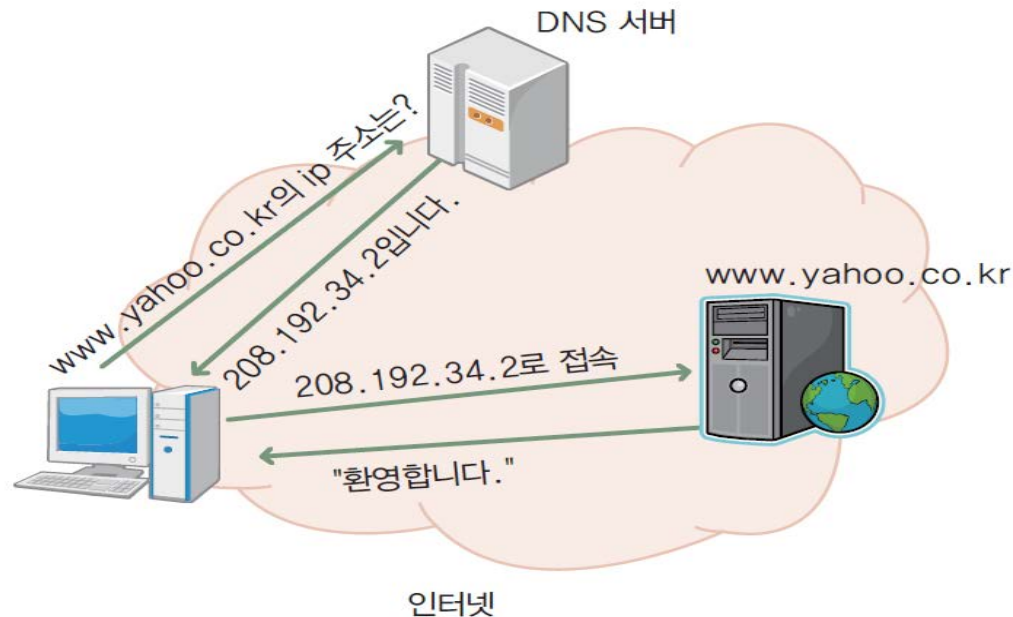 DNS 서버
www.yahoo.co.kr의 ip 주소는?
208.192.34.2입니다.
www.yahoo.co.kr
208.192.34.2로 접속
"환영합니다."
인터넷